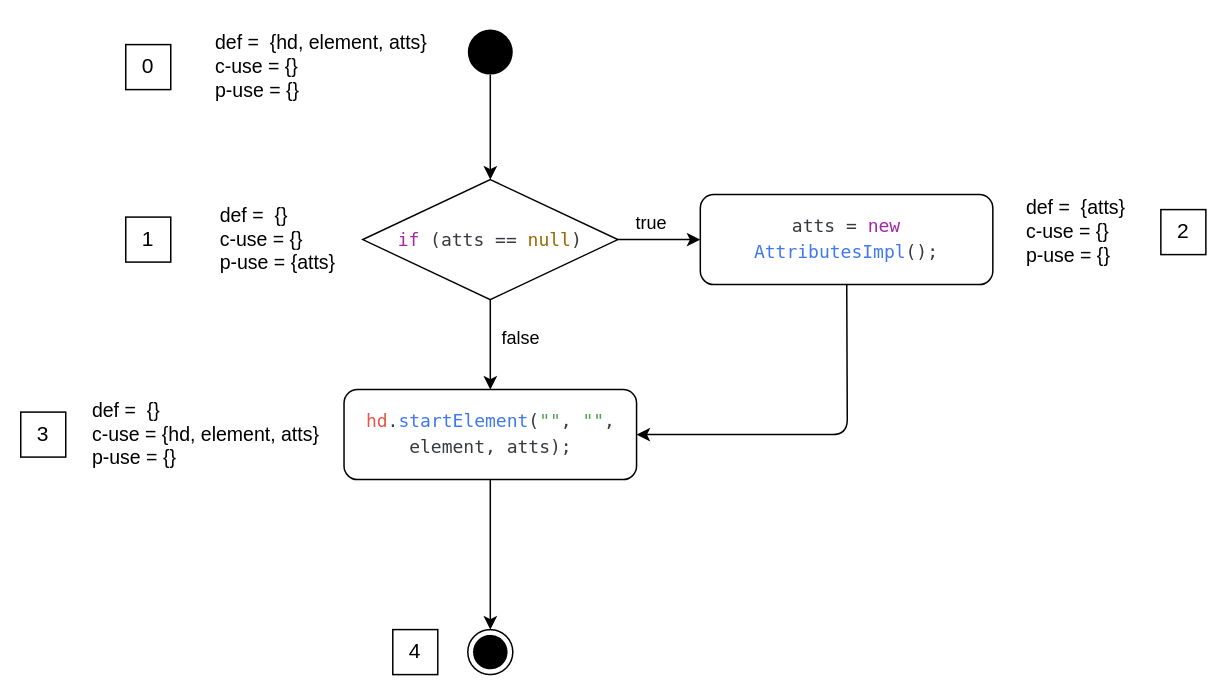 0
def =  {hd, element, atts}
c-use = {}
p-use = {}
1
def =  {}
c-use = {}
p-use = {atts}
if (atts == null)
true
atts = new
AttributesImpl();
def =  {atts}
c-use = {}
p-use = {}
2
false
3
def =  {}
c-use = {hd, element, atts}
p-use = {}
hd.startElement("", "",
element, atts);
4